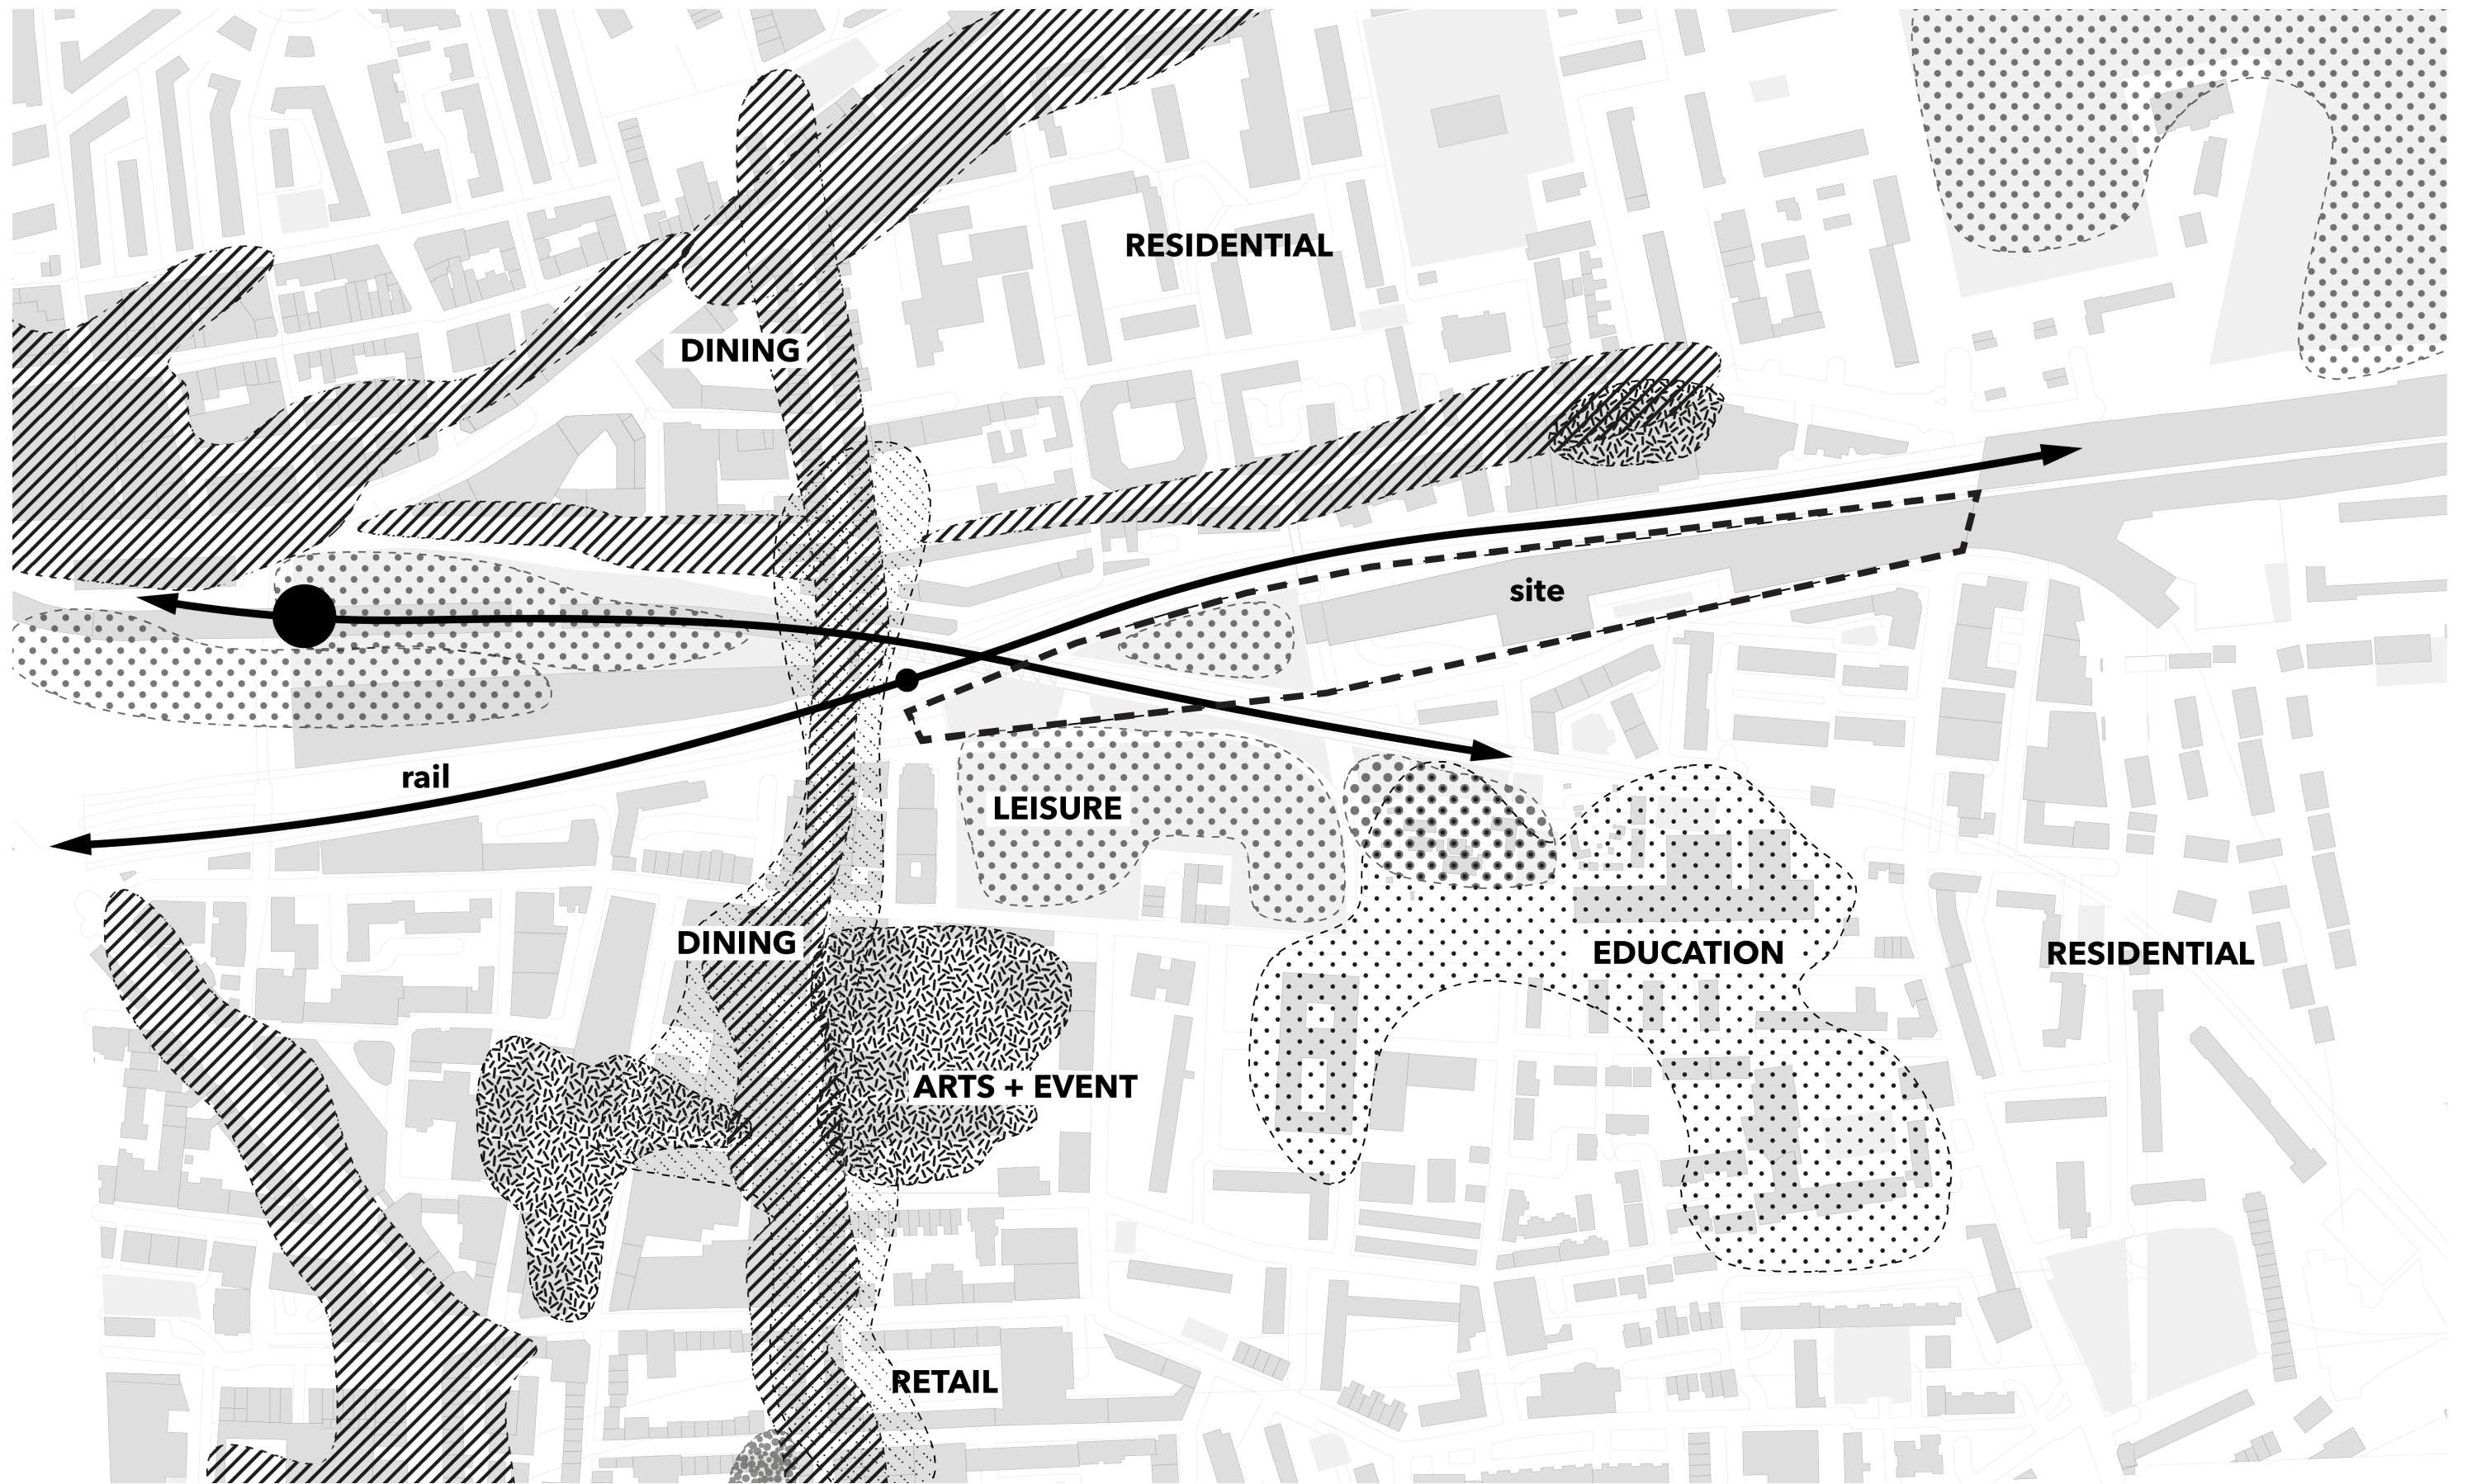 RESIDENTIAL
DINING
site
rail
LEISURE
DINING
EDUCATION
RESIDENTIAL
ARTS + EVENT
RETAIL